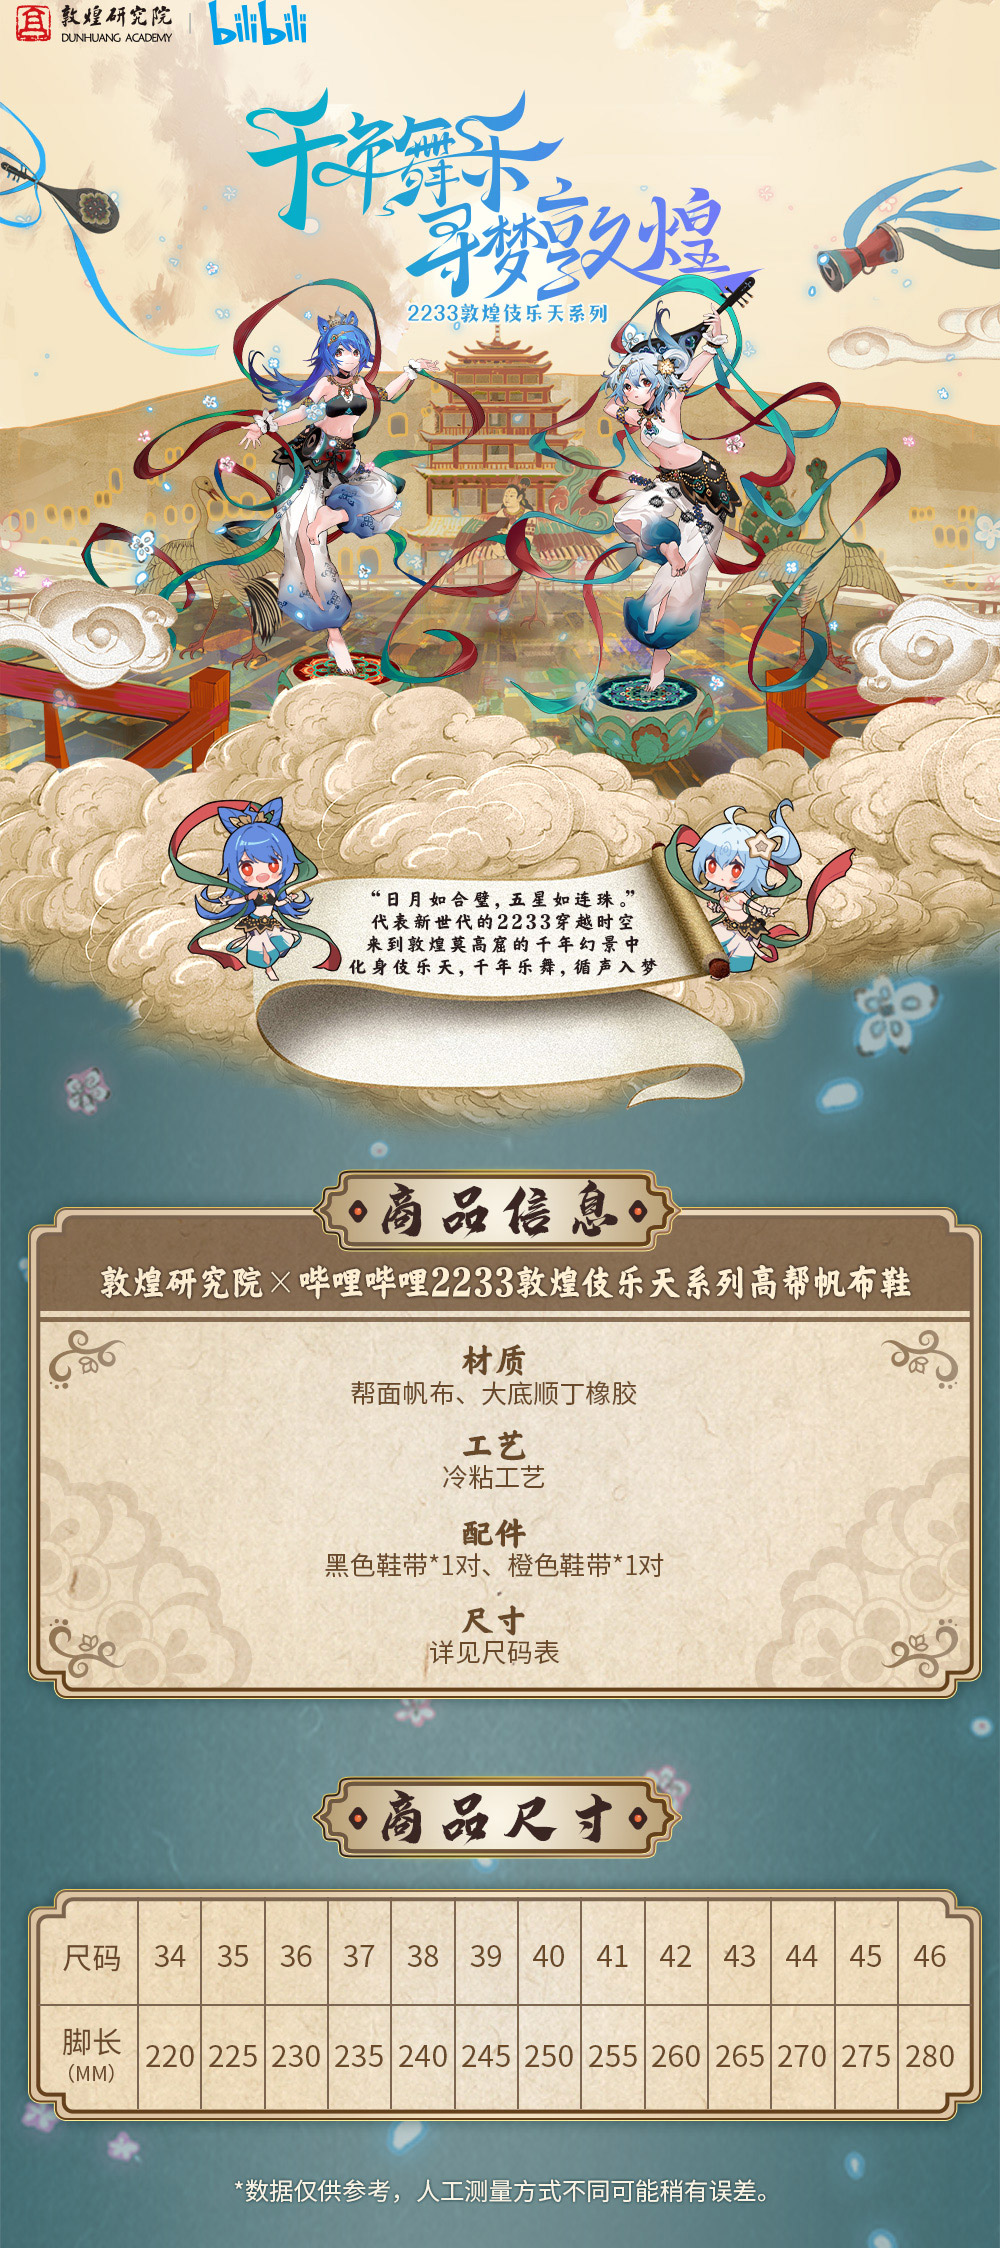 敦煌研究院
DUNHUANG ACADEMY
bilibili
千年舞乐
寻梦敦煌
2233敦煌伎乐天系列
“日月如合璧，五星如连珠。”
代表新世代的2233穿越时空
来到敦煌莫高窟的千年幻景中
化身伎乐天，千年乐舞，循声入梦
商品信息
敦煌研究院×哔哩哔哩2233敦煌伎乐天系列高帮帆布鞋
材质
帮面帆布、大底顺丁橡胶
工艺
冷粘工艺
配件
黑色鞋带*1对、橙色鞋带*1对
尺寸
详见尺码表
商品尺寸
尺码 34 35 36 37 38 39 40 41 42 43 44 45 46
脚长 220 225 230 235 240 245 250 255 260 265 270 275 280
（MM）
*数据仅供参考，人工测量方式不同可能稍有误差。